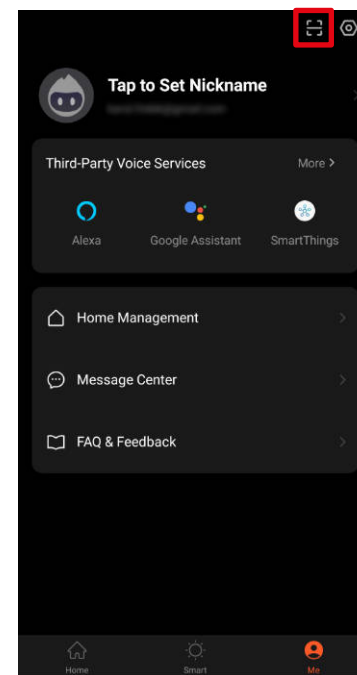 Tap to Set Nickname
Third-Party Voice Services More >
Alexa Google Assistant SmartThings
Home Management
Message Center
FAQ & Feedback
Home Smart Me